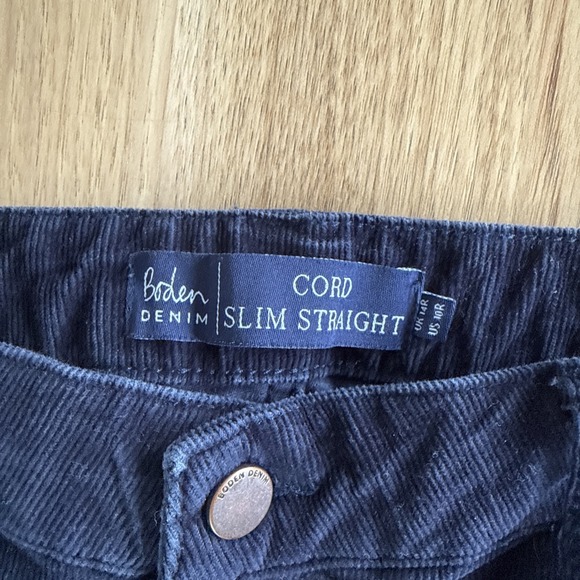 Boden
DENIM
CORD
SLIM STRAIGHT
UK 14R
US 10R
BODEN DENIM